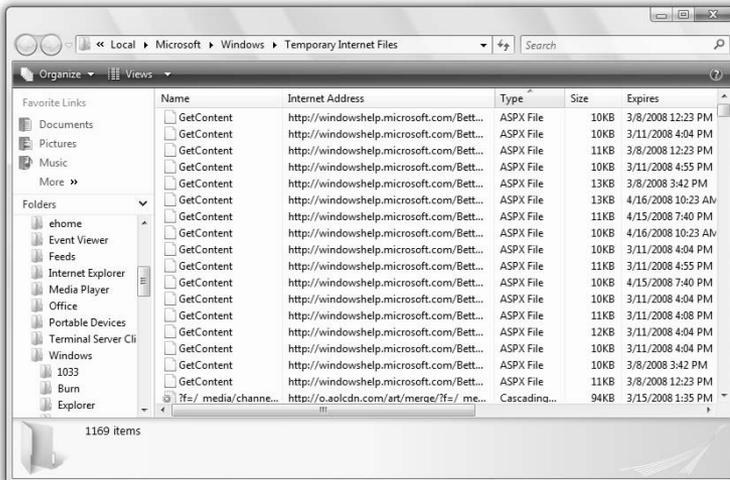 « Local ▸ Microsoft ▸ Windows ▸ Temporary Internet Files Search
Organize Views
Favorite Links
Documents
Pictures
Music
More »
Folders
ehome
Event Viewer
Feeds
Internet Explorer
Media Player
Office
Portable Devices
Terminal Server Cli
Windows
1033
Burn
Explorer
Name Internet Address Type Size Expires
GetContent http://windowshelp.microsoft.com/Bett... ASPX File 10KB 3/8/2008 12:23 PM
GetContent http://windowshelp.microsoft.com/Bett... ASPX File 10KB 3/11/2008 4:04 PM
GetContent http://windowshelp.microsoft.com/Bett... ASPX File 11KB 3/8/2008 12:23 PM
GetContent http://windowshelp.microsoft.com/Bett... ASPX File 10KB 3/11/2008 4:55 PM
GetContent http://windowshelp.microsoft.com/Bett... ASPX File 13KB 3/8/2008 3:42 PM
GetContent http://windowshelp.microsoft.com/Bett... ASPX File 13KB 4/16/2008 10:23 AM
GetContent http://windowshelp.microsoft.com/Bett... ASPX File 11KB 4/15/2008 7:40 PM
GetContent http://windowshelp.microsoft.com/Bett... ASPX File 10KB 4/16/2008 10:23 AM
GetContent http://windowshelp.microsoft.com/Bett... ASPX File 10KB 3/11/2008 4:04 PM
GetContent http://windowshelp.microsoft.com/Bett... ASPX File 11KB 3/11/2008 4:55 PM
GetContent http://windowshelp.microsoft.com/Bett... ASPX File 10KB 4/15/2008 7:40 PM
GetContent http://windowshelp.microsoft.com/Bett... ASPX File 10KB 3/11/2008 4:04 PM
GetContent http://windowshelp.microsoft.com/Bett... ASPX File 11KB 3/11/2008 4:08 PM
GetContent http://windowshelp.microsoft.com/Bett... ASPX File 12KB 3/11/2008 4:04 PM
GetContent http://windowshelp.microsoft.com/Bett... ASPX File 10KB 3/11/2008 4:04 PM
GetContent http://windowshelp.microsoft.com/Bett... ASPX File 10KB 3/8/2008 3:42 PM
GetContent http://windowshelp.microsoft.com/Bett... ASPX File 11KB 3/8/2008 12:23 PM
?f=/_media/channe... http://o.aolcdn.com/art/merge/?f=/_me... Cascading... 94KB 3/15/2008 1:35 PM
1169 items